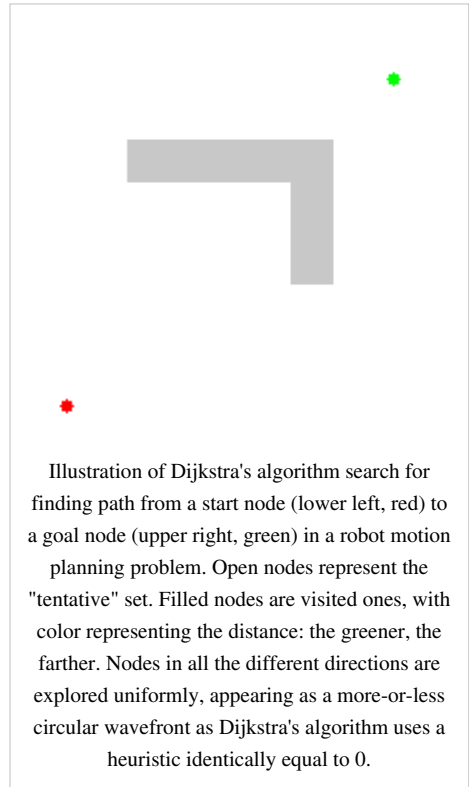 Illustration of Dijkstra's algorithm search for
finding path from a start node (lower left, red) to
a goal node (upper right, green) in a robot motion
planning problem. Open nodes represent the
"tentative" set. Filled nodes are visited ones, with
color representing the distance: the greener, the
farther. Nodes in all the different directions are
explored uniformly, appearing as a more-or-less
circular wavefront as Dijkstra's algorithm uses a
heuristic identically equal to 0.